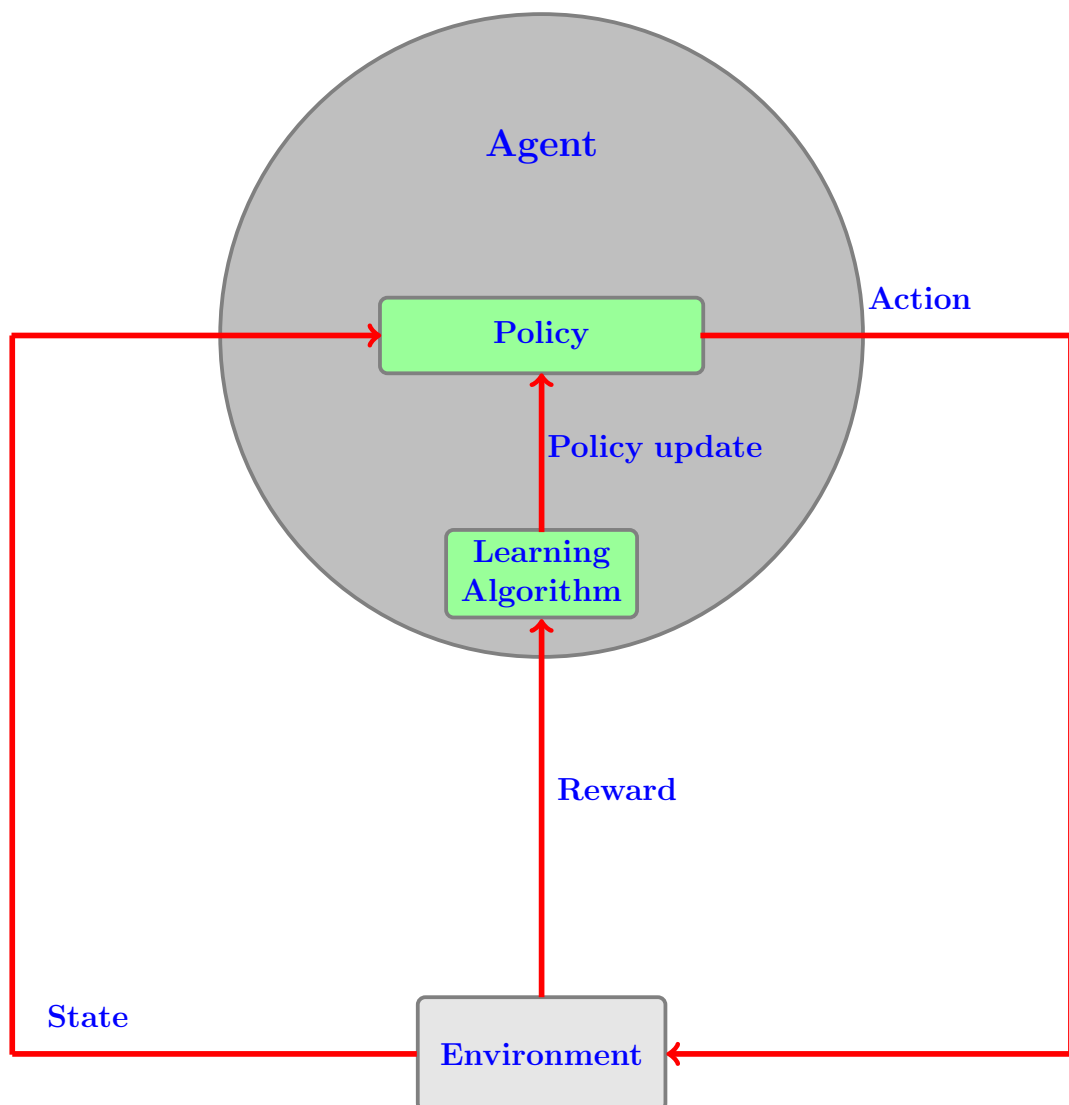 Agent
Action
Policy
Policy update
Learning
Algorithm
Reward
State
Environment